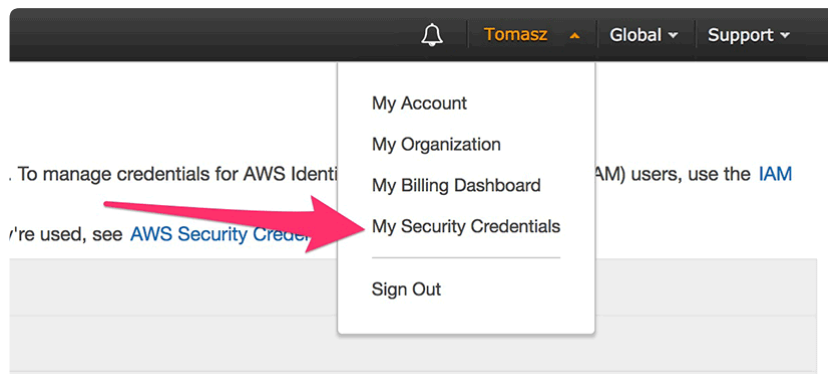 Tomasz Global Support
My Account
My Organization
. To manage credentials for AWS Identi AM) users, use the IAM
My Billing Dashboard
're used, see AWS Security Creder
My Security Credentials
Sign Out